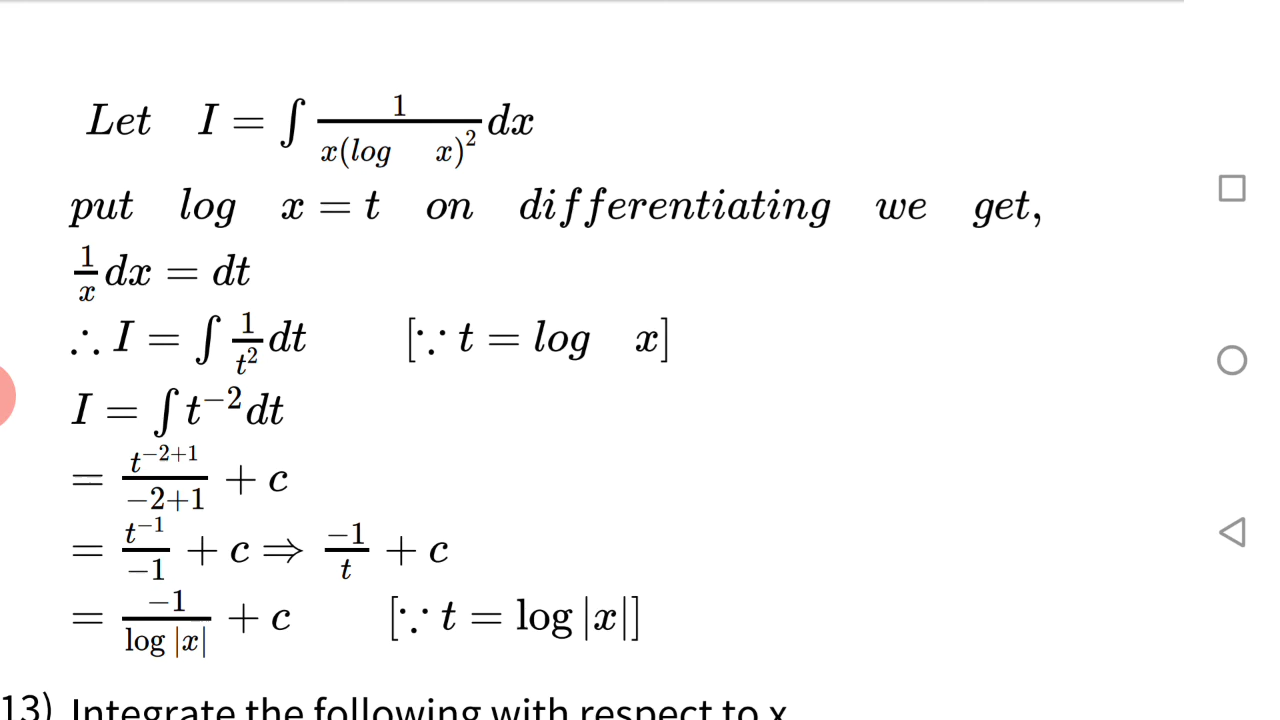 Let I = ∫ 1/(x(log x)²) dx
put log x = t on differentiating we get,
1/x dx = dt
∴ I = ∫ 1/t² dt [∵ t = log x]
I = ∫ t⁻² dt
= t⁻²⁺¹/(−2+1) + c
= t⁻¹/−1 + c ⇒ −1/t + c
= −1/(log |x|) + c [∵ t = log |x|]
13) Integrate the following with respect to x